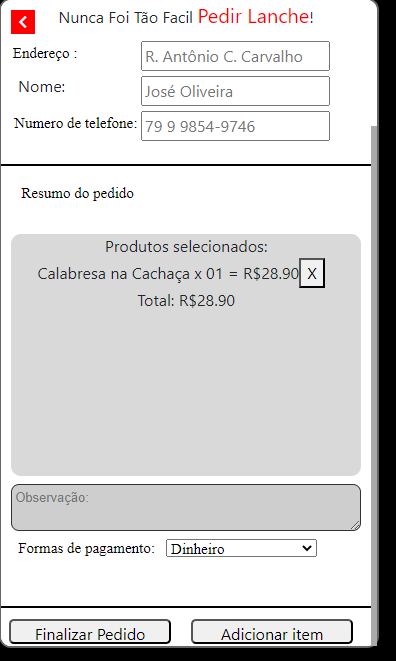 Nunca Foi Tão Facil Pedir Lanche!
Endereço : R. Antônio C. Carvalho
Nome: José Oliveira
Numero de telefone: 79 9 9854-9746
Resumo do pedido
Produtos selecionados:
Calabresa na Cachaça x 01 = R$28.90 X
Total: R$28.90
Observação:
Formas de pagamento: Dinheiro
Finalizar Pedido Adicionar item